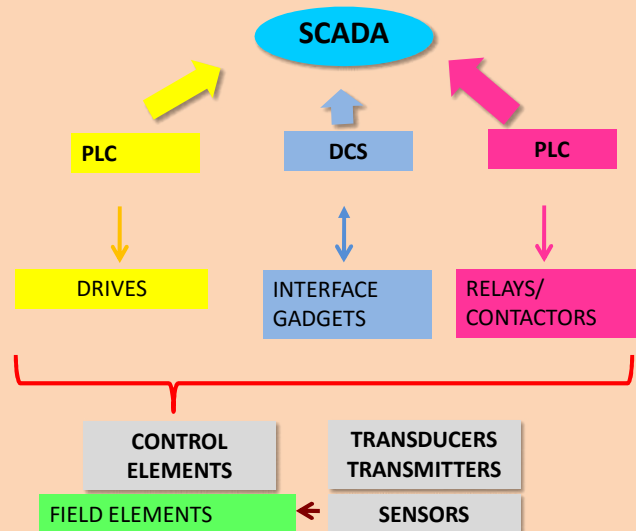 SCADA
PLC
DCS
PLC
DRIVES
INTERFACE
GADGETS
RELAYS/
CONTACTORS
CONTROL
ELEMENTS
TRANSDUCERS
TRANSMITTERS
FIELD ELEMENTS
SENSORS